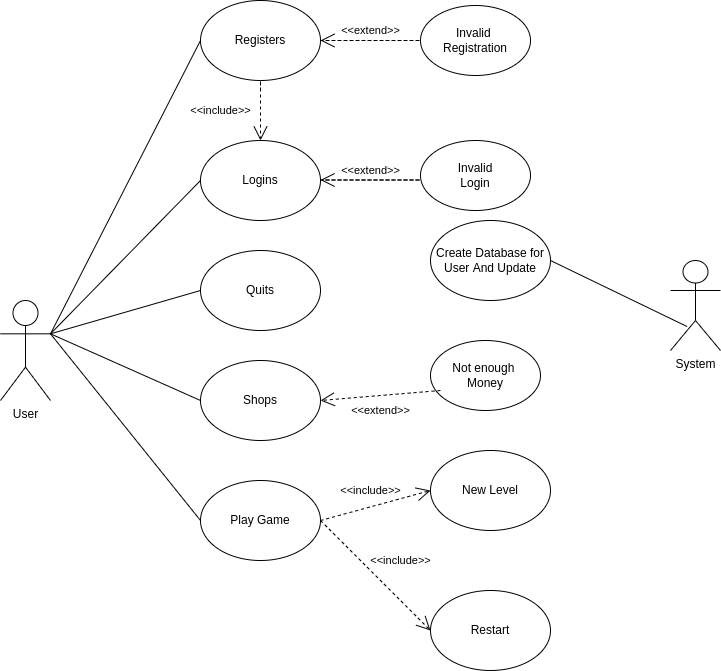 Registers
<<extend>>
Invalid
Registration
<<include>>
Logins
<<extend>>
Invalid
Login
Create Database for
User And Update
Quits
System
User
Shops
<<extend>>
Not enough
Money
Play Game
<<include>>
New Level
<<include>>
Restart